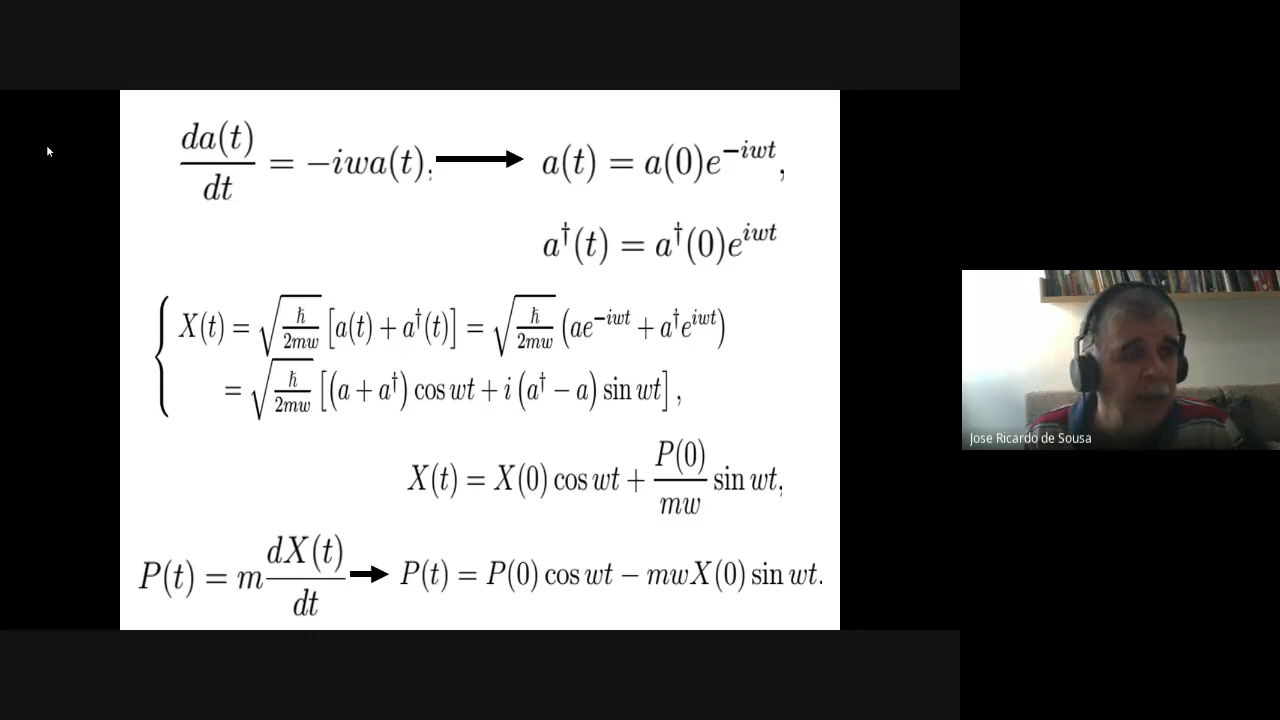 da(t)/dt = −iwa(t), → a(t) = a(0)e^{−iwt},
a†(t) = a†(0)e^{iwt}
X(t) = √(ħ/2mw) [a(t) + a†(t)] = √(ħ/2mw) (ae^{−iwt} + a†e^{iwt})
= √(ħ/2mw) [(a + a†) cos wt + i (a† − a) sin wt] ,
X(t) = X(0) cos wt + P(0)/mw sin wt,
P(t) = m dX(t)/dt → P(t) = P(0) cos wt − mwX(0) sin wt.
Jose Ricardo de Sousa